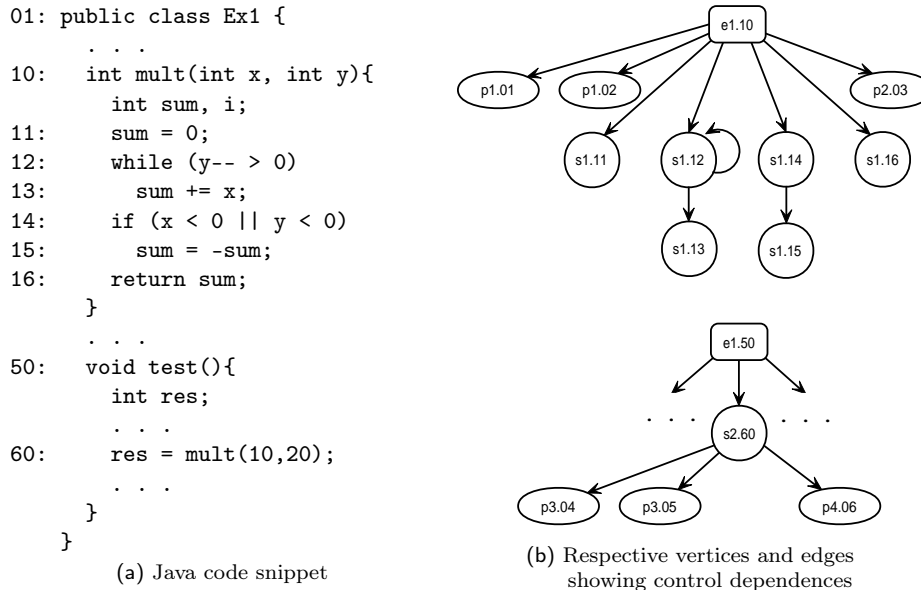 01: public class Ex1 {
. . .
10: int mult(int x, int y){
int sum, i;
11: sum = 0;
12: while (y-- > 0)
13: sum += x;
14: if (x < 0 || y < 0)
15: sum = -sum;
16: return sum;
}
. . .
50: void test(){
int res;
. . .
60: res = mult(10,20);
. . .
}
}
(a) Java code snippet
e1.10
p1.01 p1.02 p2.03
s1.11 s1.12 s1.14 s1.16
s1.13 s1.15
e1.50
. . . s2.60 . . .
p3.04 p3.05 p4.06
(b) Respective vertices and edges
showing control dependences